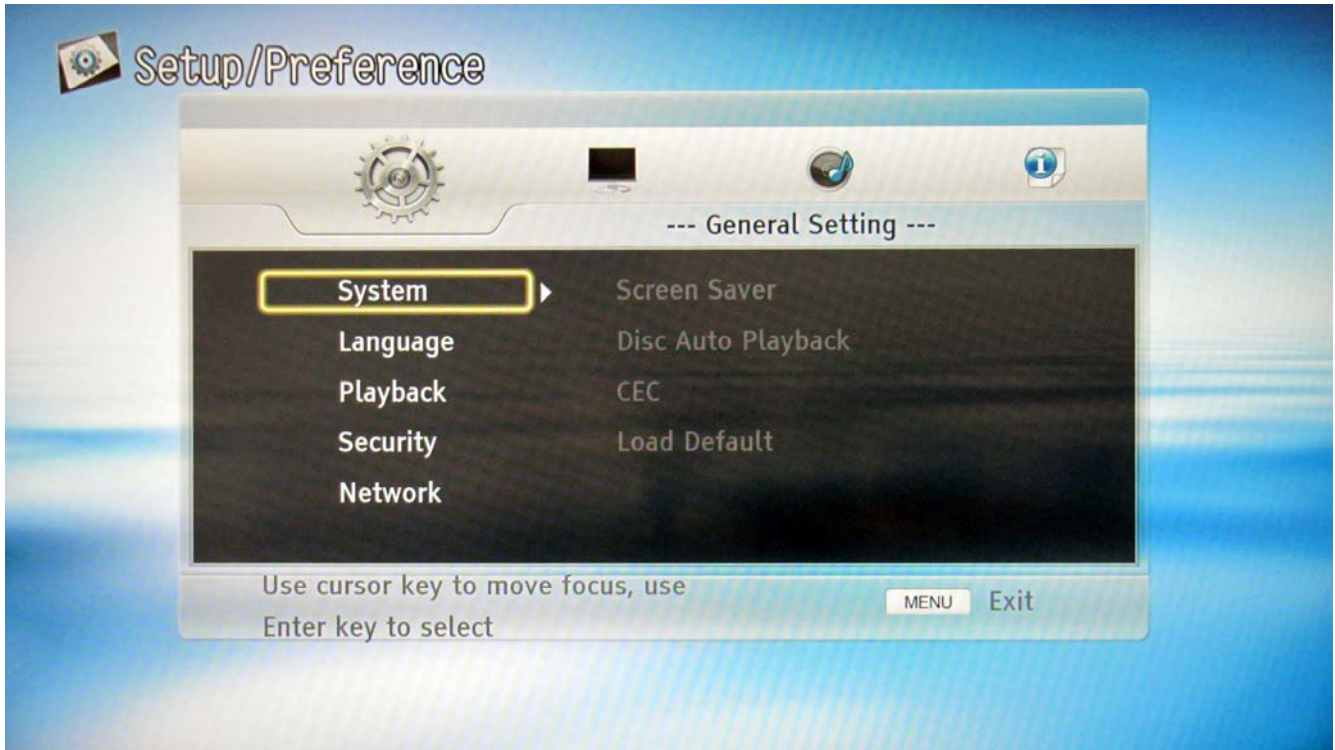 Setup/Preference
--- General Setting ---
System
Screen Saver
Language
Disc Auto Playback
Playback
CEC
Security
Load Default
Network
Use cursor key to move focus, use
Enter key to select
MENU Exit